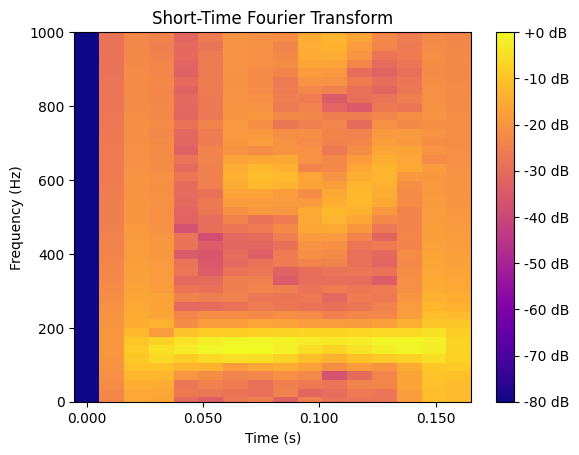 Short-Time Fourier Transform
1000
800
600
400
200
0
Frequency (Hz)
0.000
0.050
0.100
0.150
Time (s)
+0 dB
-10 dB
-20 dB
-30 dB
-40 dB
-50 dB
-60 dB
-70 dB
-80 dB